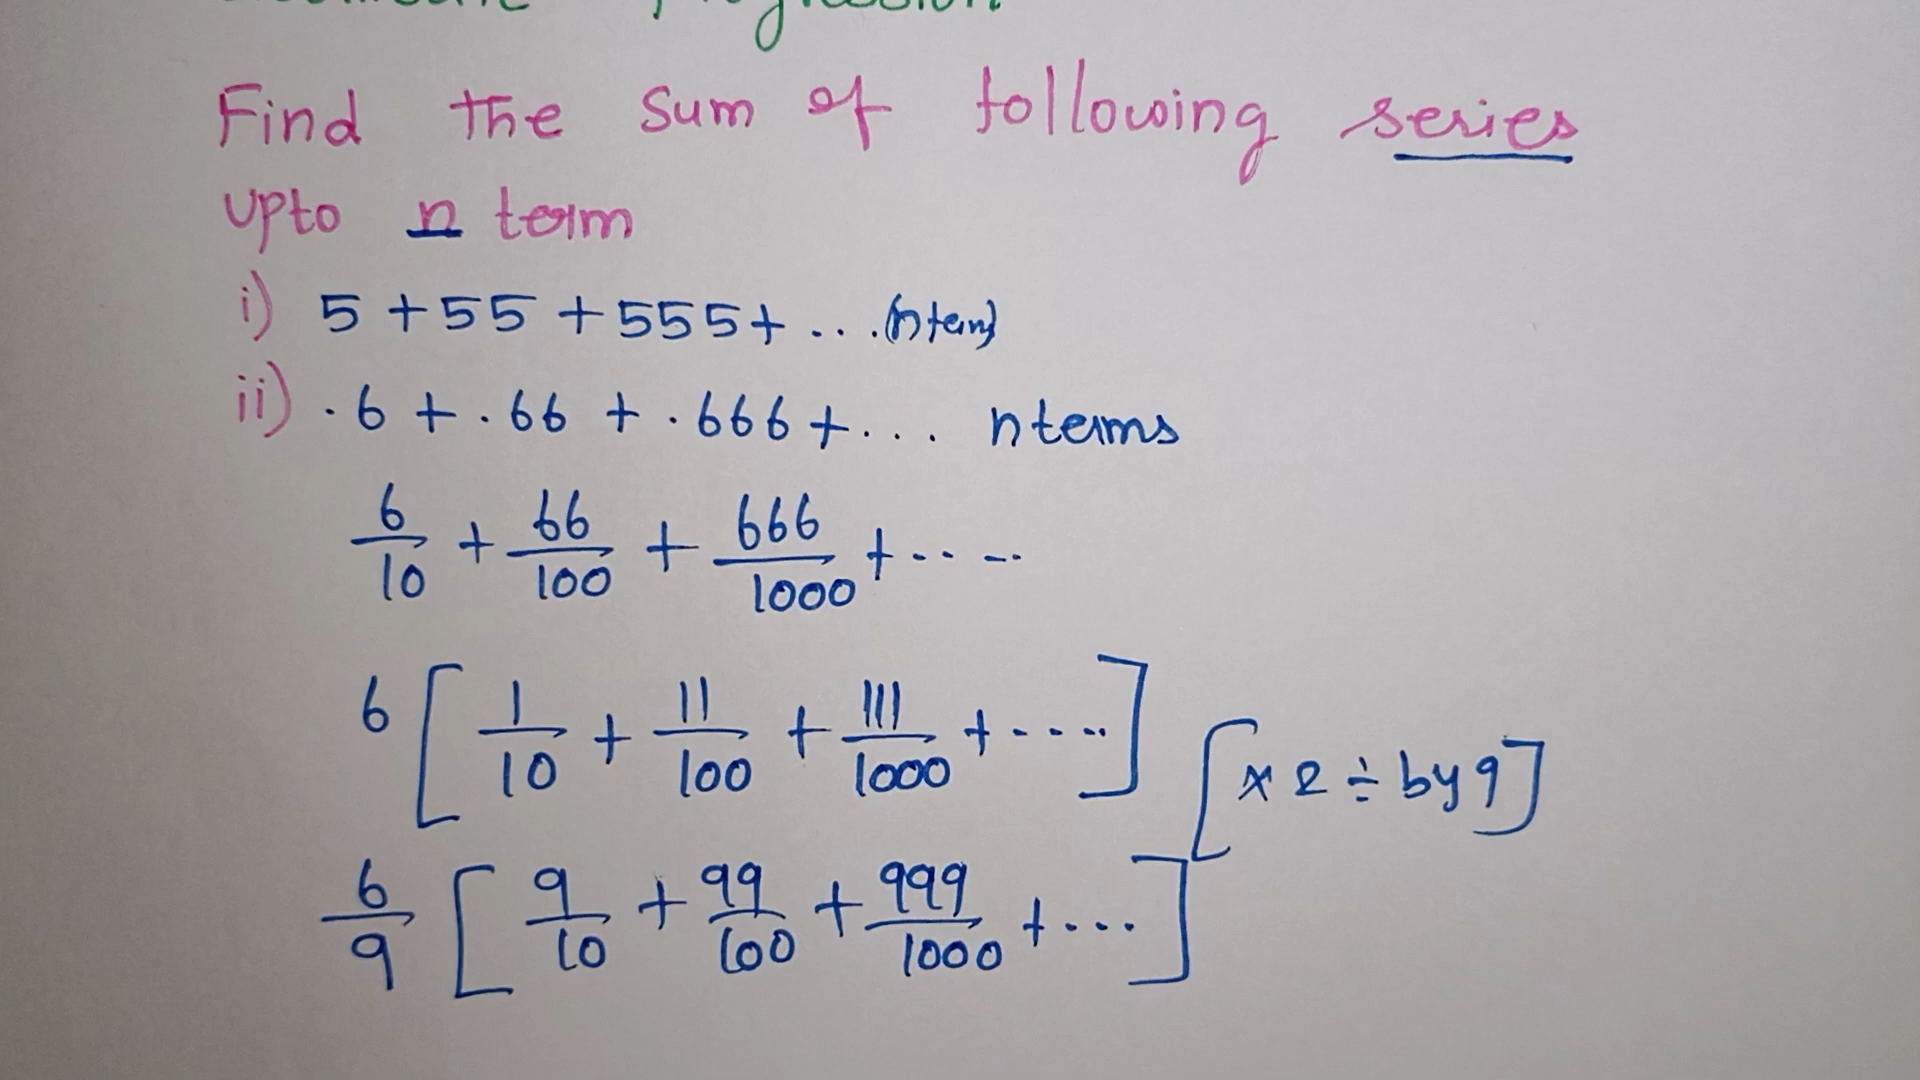 Progression
Find the sum of following series
upto n term
i) 5 + 55 + 555 + ... (n term)
ii) .6 + .66 + .666 + ... n terms
6/10 + 66/100 + 666/1000 + .....
6 [ 1/10 + 11/100 + 111/1000 + ..... ] [ × & ÷ by 9 ]
6/9 [ 9/10 + 99/100 + 999/1000 + ... ]